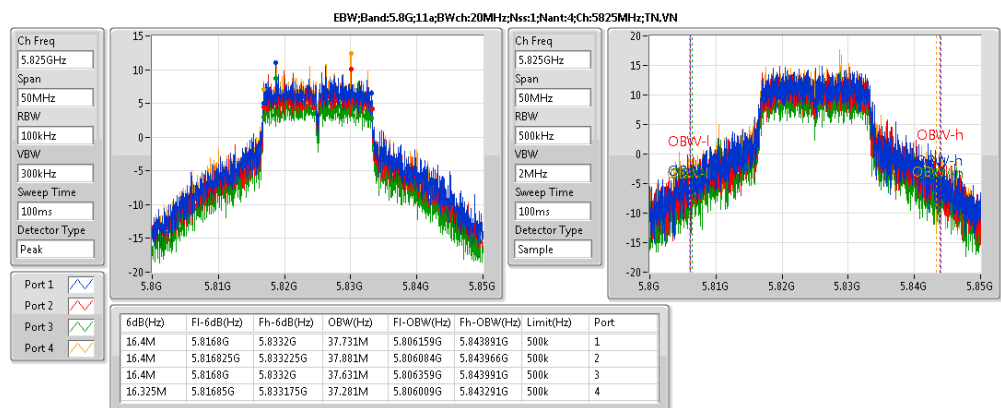 EBW;Band:5.8G;11a;BWch:20MHz;Nss:1;Nant:4;Ch:5825MHz;TN,VN
Ch Freq
5.825GHz
Span
50MHz
RBW
100kHz
VBW
300kHz
Sweep Time
100ms
Detector Type
Peak
15
10
5
0
-5
-10
-15
-20
5.8G 5.81G 5.82G 5.83G 5.84G 5.85G
Ch Freq
5.825GHz
Span
50MHz
RBW
500kHz
VBW
2MHz
Sweep Time
100ms
Detector Type
Sample
20
15
10
5
0
-5
-10
-15
-20
OBW-l
OBW-h
OBW-l
OBW-h
5.8G 5.81G 5.82G 5.83G 5.84G 5.85G
Port 1
Port 2
Port 3
Port 4
6dB(Hz) Fl-6dB(Hz) Fh-6dB(Hz) OBW(Hz) Fl-OBW(Hz) Fh-OBW(Hz) Limit(Hz) Port
16.4M 5.8168G 5.8332G 37.731M 5.806159G 5.843891G 500k 1
16.4M 5.816825G 5.833225G 37.881M 5.806084G 5.843966G 500k 2
16.4M 5.8168G 5.8332G 37.631M 5.806359G 5.843991G 500k 3
16.325M 5.81685G 5.833175G 37.281M 5.806009G 5.843291G 500k 4